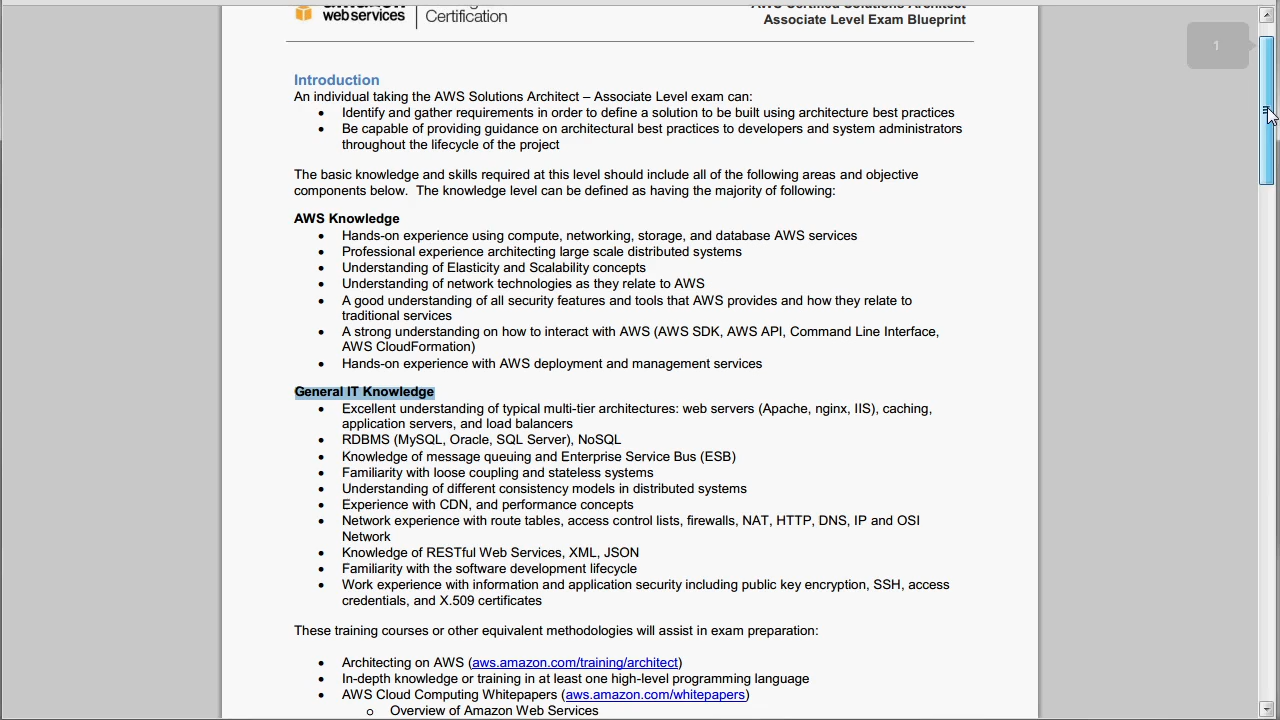 web services
Certification
AWS Certified Solutions Architect
Associate Level Exam Blueprint
1
Introduction
An individual taking the AWS Solutions Architect – Associate Level exam can:
• Identify and gather requirements in order to define a solution to be built using architecture best practices
• Be capable of providing guidance on architectural best practices to developers and system administrators
throughout the lifecycle of the project
The basic knowledge and skills required at this level should include all of the following areas and objective
components below.  The knowledge level can be defined as having the majority of following:
AWS Knowledge
• Hands-on experience using compute, networking, storage, and database AWS services
• Professional experience architecting large scale distributed systems
• Understanding of Elasticity and Scalability concepts
• Understanding of network technologies as they relate to AWS
• A good understanding of all security features and tools that AWS provides and how they relate to
traditional services
• A strong understanding on how to interact with AWS (AWS SDK, AWS API, Command Line Interface,
AWS CloudFormation)
• Hands-on experience with AWS deployment and management services
General IT Knowledge
• Excellent understanding of typical multi-tier architectures: web servers (Apache, nginx, IIS), caching,
application servers, and load balancers
• RDBMS (MySQL, Oracle, SQL Server), NoSQL
• Knowledge of message queuing and Enterprise Service Bus (ESB)
• Familiarity with loose coupling and stateless systems
• Understanding of different consistency models in distributed systems
• Experience with CDN, and performance concepts
• Network experience with route tables, access control lists, firewalls, NAT, HTTP, DNS, IP and OSI
Network
• Knowledge of RESTful Web Services, XML, JSON
• Familiarity with the software development lifecycle
• Work experience with information and application security including public key encryption, SSH, access
credentials, and X.509 certificates
These training courses or other equivalent methodologies will assist in exam preparation:
• Architecting on AWS (aws.amazon.com/training/architect)
• In-depth knowledge or training in at least one high-level programming language
• AWS Cloud Computing Whitepapers (aws.amazon.com/whitepapers)
o Overview of Amazon Web Services